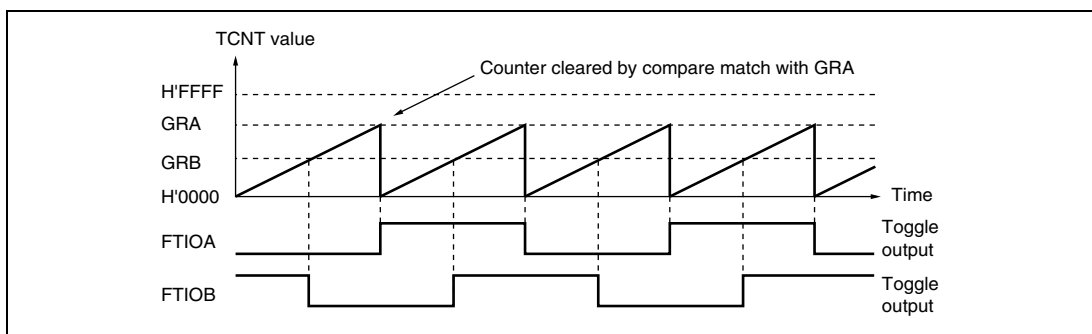 TCNT value
Counter cleared by compare match with GRA
H'FFFF
GRA
GRB
H'0000
Time
FTIOA
Toggle
output
FTIOB
Toggle
output